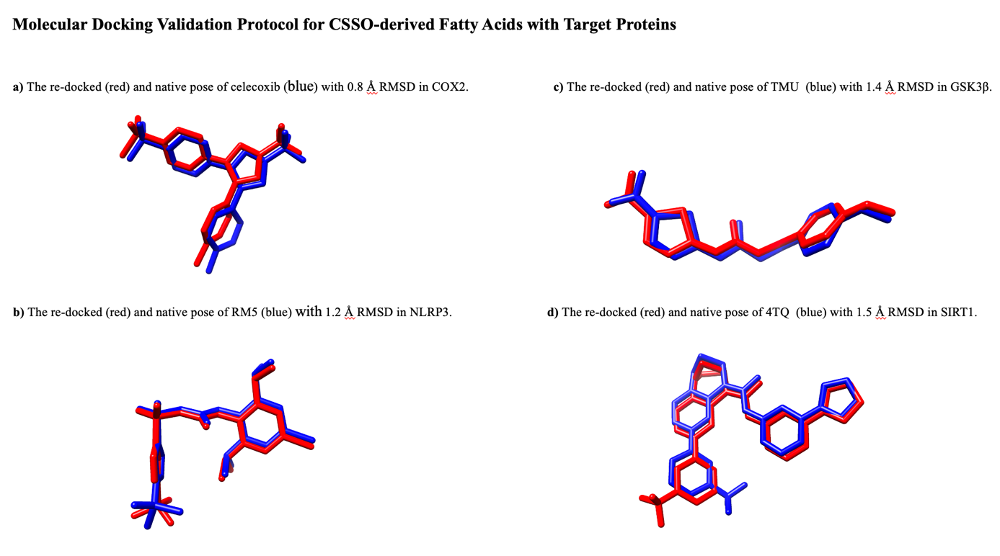 Molecular Docking Validation Protocol for CSSO-derived Fatty Acids with Target Proteins
a) The re-docked (red) and native pose of celecoxib (blue) with 0.8 Å RMSD in COX2.
c) The re-docked (red) and native pose of TMU (blue) with 1.4 Å RMSD in GSK3β.
b) The re-docked (red) and native pose of RM5 (blue) with 1.2 Å RMSD in NLRP3.
d) The re-docked (red) and native pose of 4TQ (blue) with 1.5 Å RMSD in SIRT1.